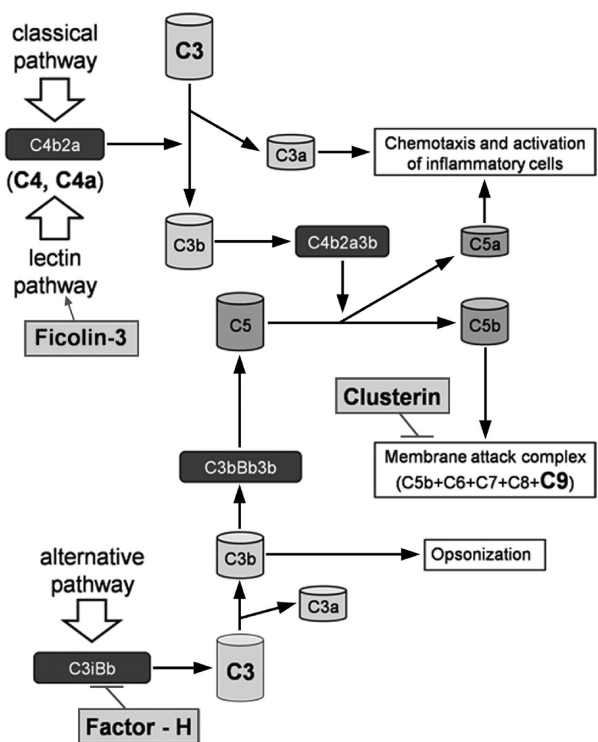 classical
pathway
C3
C4b2a
(C4, C4a)
lectin
pathway
Ficolin-3
C3a
Chemotaxis and activation
of inflammatory cells
C3b
C4b2a3b
C5a
C5
C5b
Clusterin
Membrane attack complex
(C5b+C6+C7+C8+C9)
C3bBb3b
C3b
Opsonization
alternative
pathway
C3a
C3iBb
C3
Factor - H